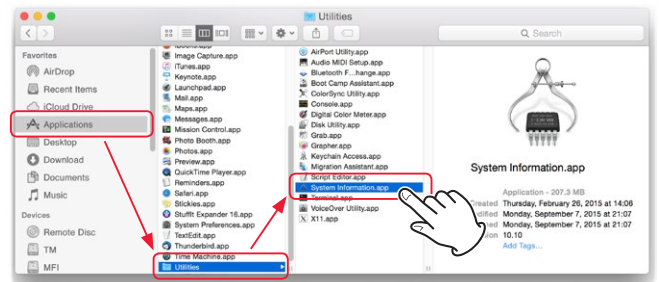 Utilities
Search
Favorites
AirDrop
Recent Items
iCloud Drive
Applications
Desktop
Download
Documents
Music
Devices
Remote Disc
TM
MFI
iBooks.app
Image Capture.app
iTunes.app
Keynote.app
Launchpad.app
Mail.app
Maps.app
Messages.app
Mission Control.app
Photo Booth.app
Photos.app
Preview.app
QuickTime Player.app
Reminders.app
Safari.app
Stickies.app
StuffIt Expander 16.app
System Preferences.app
TextEdit.app
Thunderbird.app
Time Machine.app
Utilities
AirPort Utility.app
Audio MIDI Setup.app
Bluetooth F...hange.app
Boot Camp Assistant.app
ColorSync Utility.app
Console.app
Digital Color Meter.app
Disk Utility.app
Grab.app
Grapher.app
Keychain Access.app
Migration Assistant.app
Script Editor.app
System Information.app
Terminal.app
VoiceOver Utility.app
X11.app
System Information.app
Application - 207.3 MB
Created Thursday, February 26, 2015 at 14:06
Monday, September 7, 2015 at 21:07
Monday, September 7, 2015 at 21:07
10.10
Add Tags...